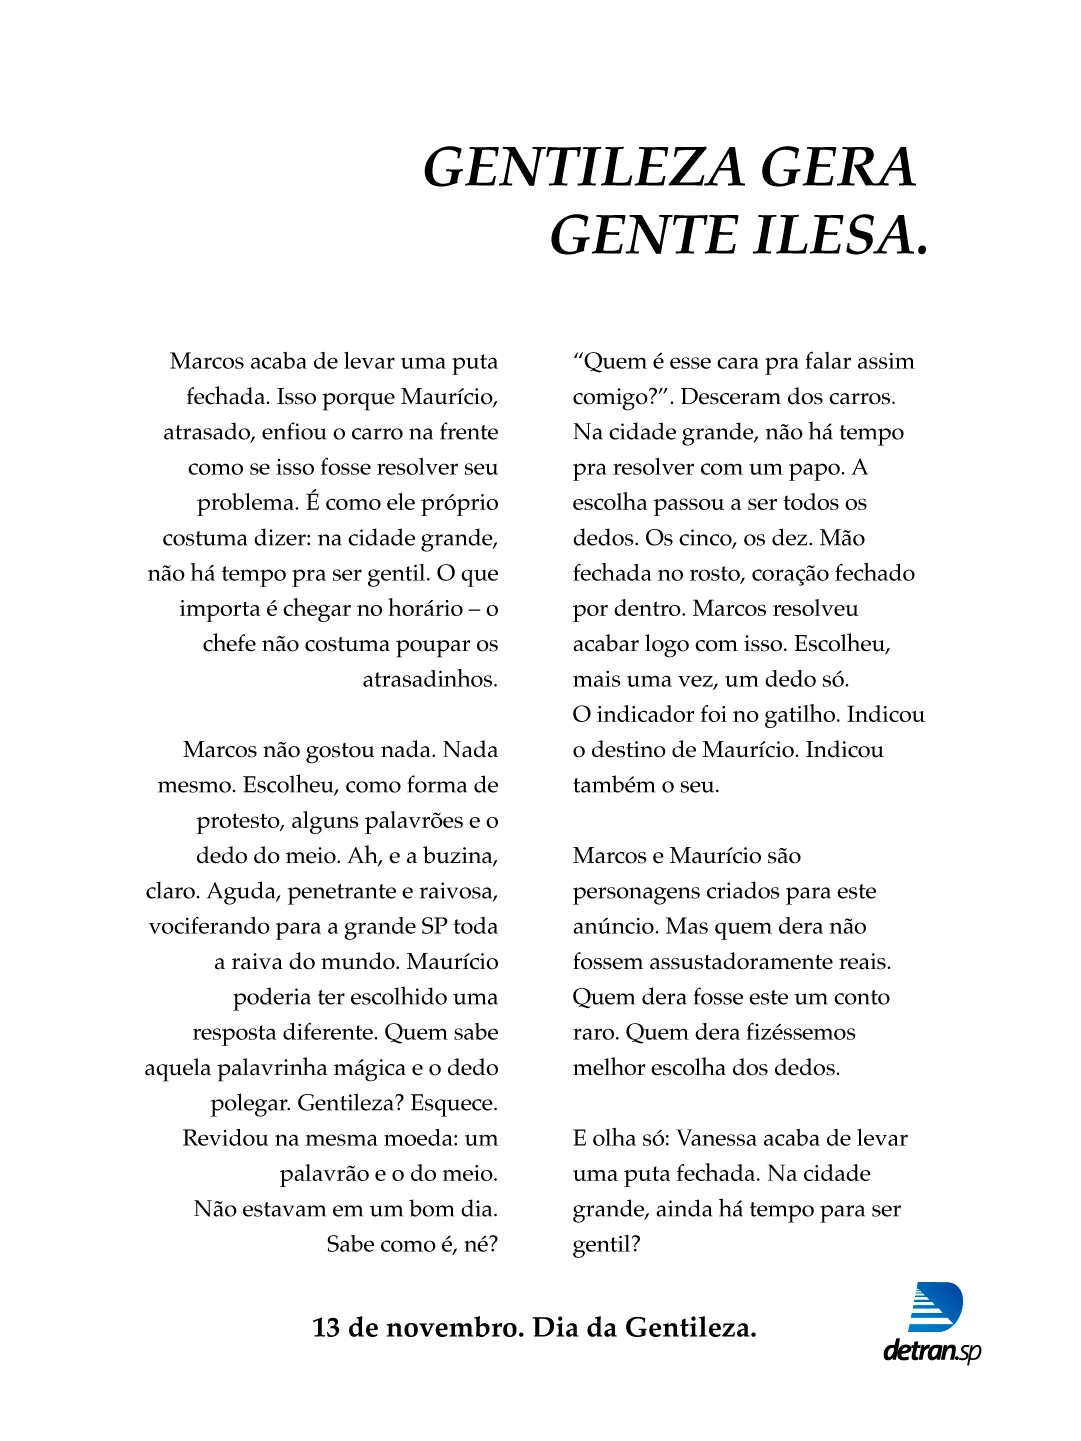 GENTILEZA GERA
GENTE ILESA.
Marcos acaba de levar uma puta
fechada. Isso porque Maurício,
atrasado, enfiou o carro na frente
como se isso fosse resolver seu
problema. É como ele próprio
costuma dizer: na cidade grande,
não há tempo pra ser gentil. O que
importa é chegar no horário – o
chefe não costuma poupar os
atrasadinhos.
Marcos não gostou nada. Nada
mesmo. Escolheu, como forma de
protesto, alguns palavrões e o
dedo do meio. Ah, e a buzina,
claro. Aguda, penetrante e raivosa,
vociferando para a grande SP toda
a raiva do mundo. Maurício
poderia ter escolhido uma
resposta diferente. Quem sabe
aquela palavrinha mágica e o dedo
polegar. Gentileza? Esquece.
Revidou na mesma moeda: um
palavrão e o do meio.
Não estavam em um bom dia.
Sabe como é, né?
“Quem é esse cara pra falar assim
comigo?”. Desceram dos carros.
Na cidade grande, não há tempo
pra resolver com um papo. A
escolha passou a ser todos os
dedos. Os cinco, os dez. Mão
fechada no rosto, coração fechado
por dentro. Marcos resolveu
acabar logo com isso. Escolheu,
mais uma vez, um dedo só.
O indicador foi no gatilho. Indicou
o destino de Maurício. Indicou
também o seu.
Marcos e Maurício são
personagens criados para este
anúncio. Mas quem dera não
fossem assustadoramente reais.
Quem dera fosse este um conto
raro. Quem dera fizéssemos
melhor escolha dos dedos.
E olha só: Vanessa acaba de levar
uma puta fechada. Na cidade
grande, ainda há tempo para ser
gentil?
13 de novembro. Dia da Gentileza.
detran.sp